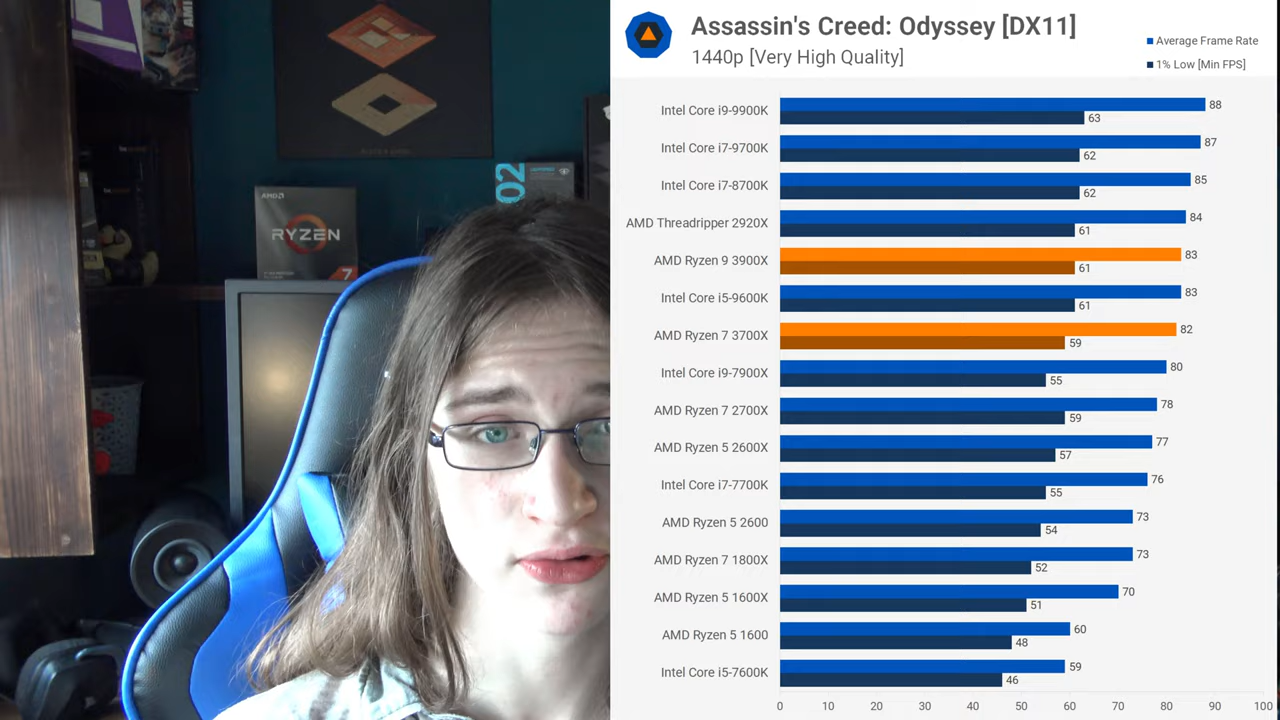 AMD
RYZEN
7
02
Assassin's Creed: Odyssey [DX11]
1440p [Very High Quality]
Average Frame Rate
1% Low [Min FPS]
Intel Core i9-9900K 88 63
Intel Core i7-9700K 87 62
Intel Core i7-8700K 85 62
AMD Threadripper 2920X 84 61
AMD Ryzen 9 3900X 83 61
Intel Core i5-9600K 83 61
AMD Ryzen 7 3700X 82 59
Intel Core i9-7900X 80 55
AMD Ryzen 7 2700X 78 59
AMD Ryzen 5 2600X 77 57
Intel Core i7-7700K 76 55
AMD Ryzen 5 2600 73 54
AMD Ryzen 7 1800X 73 52
AMD Ryzen 5 1600X 70 51
AMD Ryzen 5 1600 60 48
Intel Core i5-7600K 59 46
0 10 20 30 40 50 60 70 80 90 100